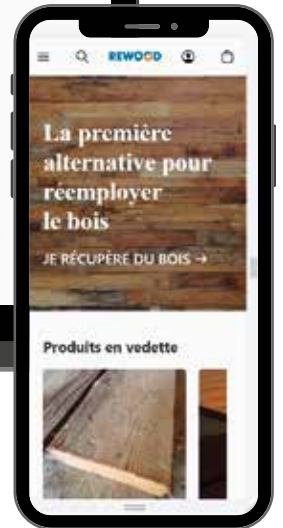 REWOOD
La première
alternative pour
réemployer
le bois
JE RÉCUPÈRE DU BOIS →
Produits en vedette